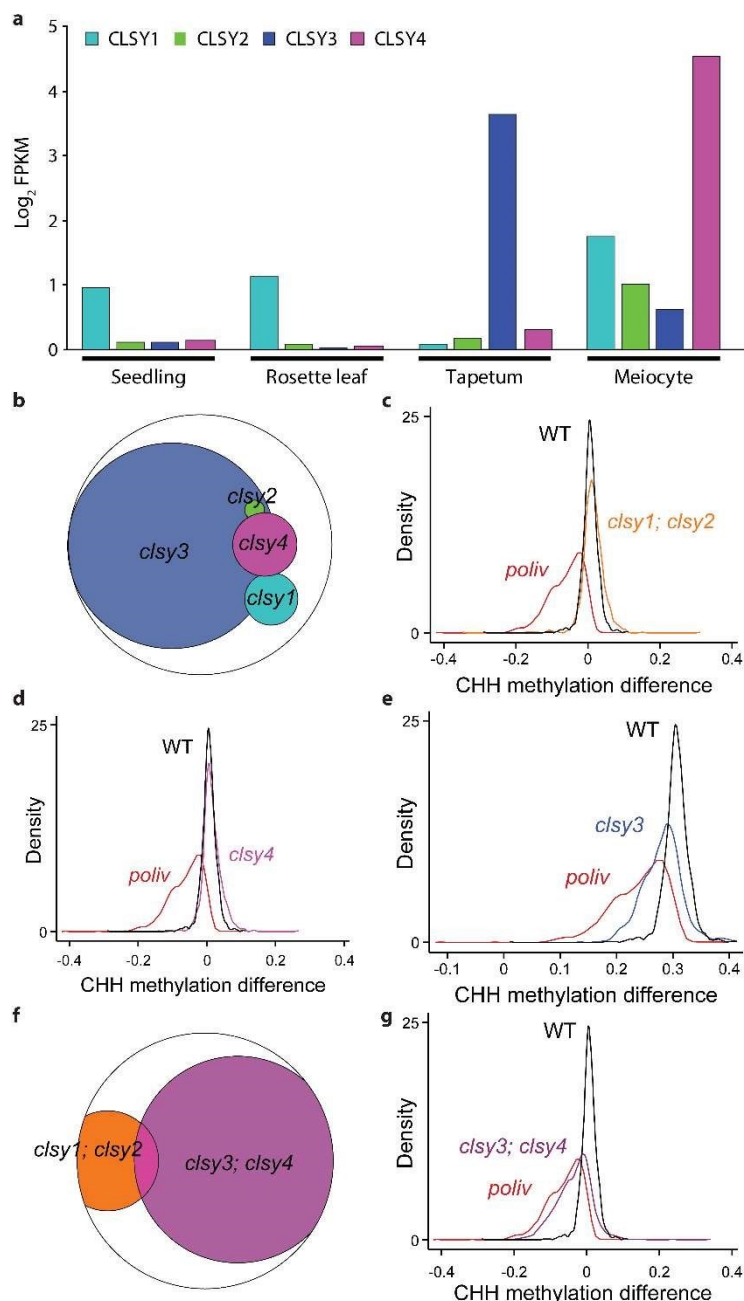 a
CLSY1 CLSY2 CLSY3 CLSY4
Log2 FPKM
5
4
3
2
1
0
Seedling Rosette leaf Tapetum Meiocyte
b
clsy2
clsy3
clsy4
clsy1
c
25
WT
clsy1; clsy2
poliv
Density
0
-0.4 -0.2 0 0.2 0.4
CHH methylation difference
d
25
WT
clsy4
poliv
Density
0
-0.4 -0.2 0 0.2 0.4
CHH methylation difference
e
25
WT
clsy3
poliv
Density
0
-0.1 0 0.1 0.2 0.3
CHH methylation difference
f
clsy1; clsy2
clsy3; clsy4
g
25
WT
clsy3; clsy4
poliv
Density
0
-0.4 -0.2 0 0.2 0.4
CHH methylation difference